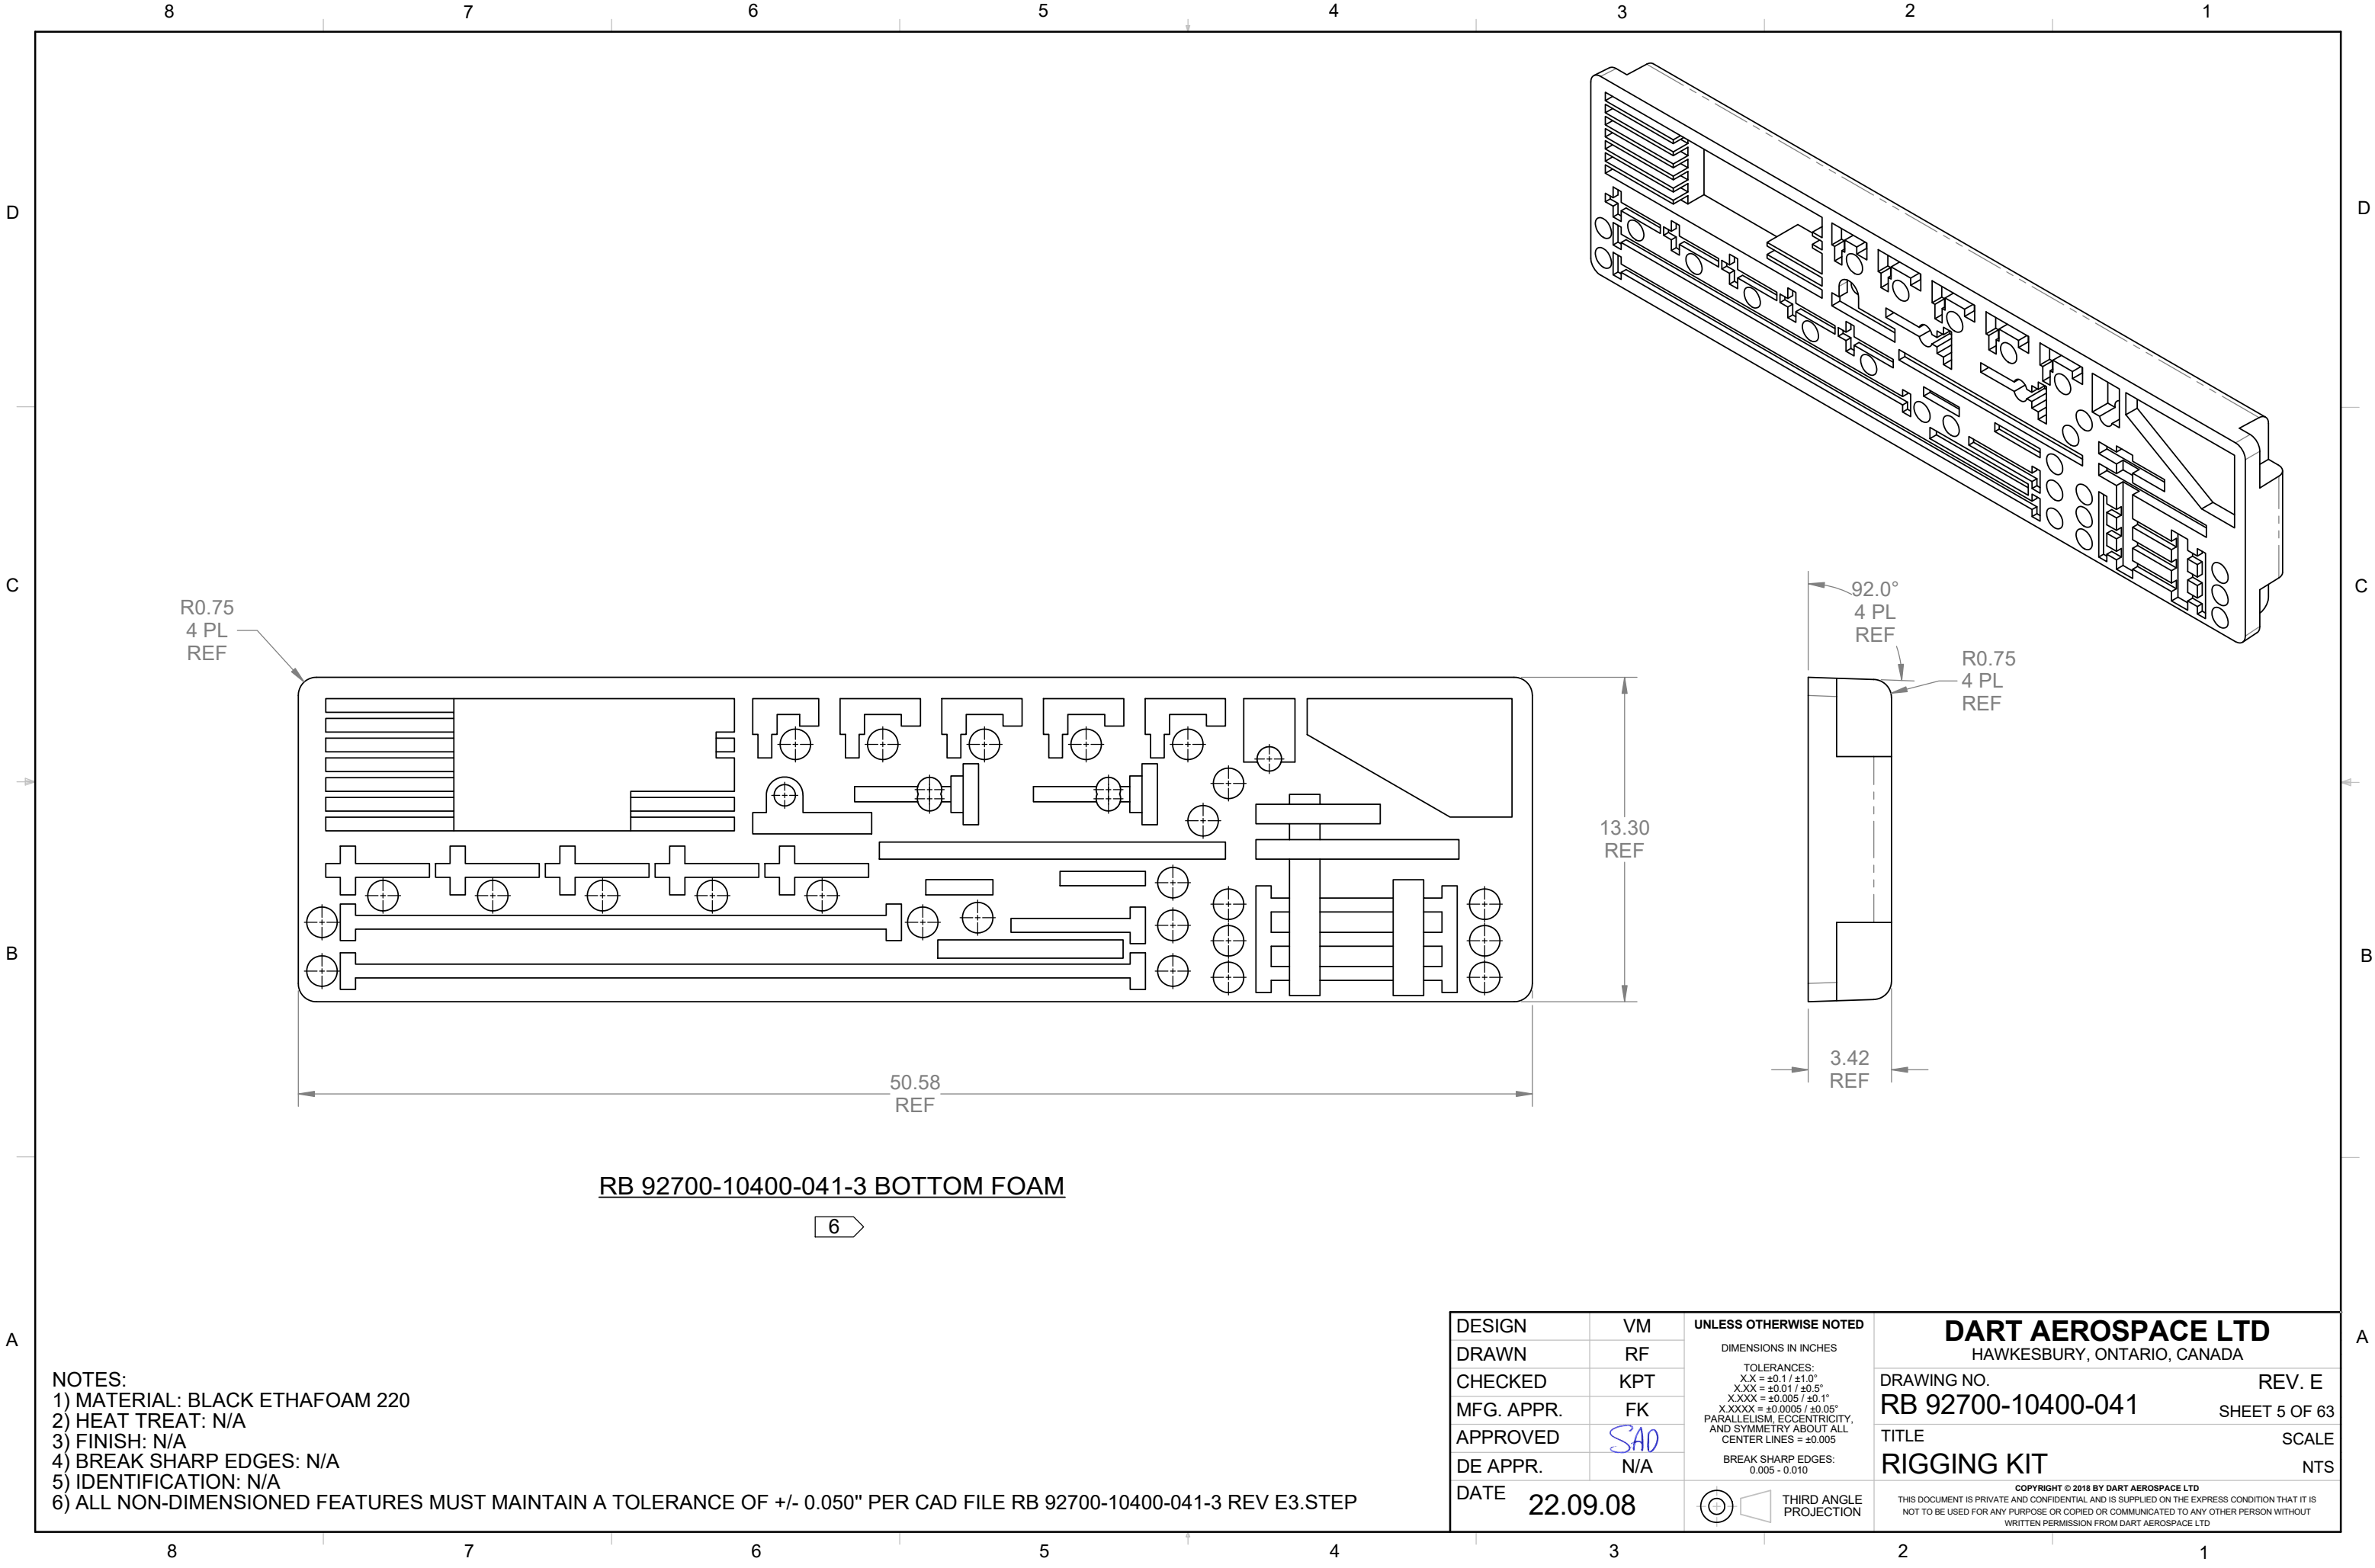 8 7 6 5 4 3 2 1
D D
C C
B B
A A
R0.75
4 PL
REF
92.0°
4 PL
REF
R0.75
4 PL
REF
13.30
REF
3.42
REF
50.58
REF
RB 92700-10400-041-3 BOTTOM FOAM
6
NOTES:
1) MATERIAL: BLACK ETHAFOAM 220
2) HEAT TREAT: N/A
3) FINISH: N/A
4) BREAK SHARP EDGES: N/A
5) IDENTIFICATION: N/A
6) ALL NON-DIMENSIONED FEATURES MUST MAINTAIN A TOLERANCE OF +/- 0.050" PER CAD FILE RB 92700-10400-041-3 REV E3.STEP
DESIGN VM
DRAWN RF
CHECKED KPT
MFG. APPR. FK
APPROVED SAD
DE APPR. N/A
DATE 22.09.08
UNLESS OTHERWISE NOTED
DIMENSIONS IN INCHES
TOLERANCES:
X.X = ±0.1 / ±1.0°
X.XX = ±0.01 / ±0.5°
X.XXX = ±0.005 / ±0.1°
X.XXXX = ±0.0005 / ±0.05°
PARALLELISM, ECCENTRICITY,
AND SYMMETRY ABOUT ALL
CENTER LINES = ±0.005
BREAK SHARP EDGES:
0.005 - 0.010
THIRD ANGLE
PROJECTION
DART AEROSPACE LTD
HAWKESBURY, ONTARIO, CANADA
DRAWING NO. REV. E
RB 92700-10400-041 SHEET 5 OF 63
TITLE SCALE
RIGGING KIT NTS
COPYRIGHT © 2018 BY DART AEROSPACE LTD
THIS DOCUMENT IS PRIVATE AND CONFIDENTIAL AND IS SUPPLIED ON THE EXPRESS CONDITION THAT IT IS
NOT TO BE USED FOR ANY PURPOSE OR COPIED OR COMMUNICATED TO ANY OTHER PERSON WITHOUT
WRITTEN PERMISSION FROM DART AEROSPACE LTD
8 7 6 5 4 3 2 1